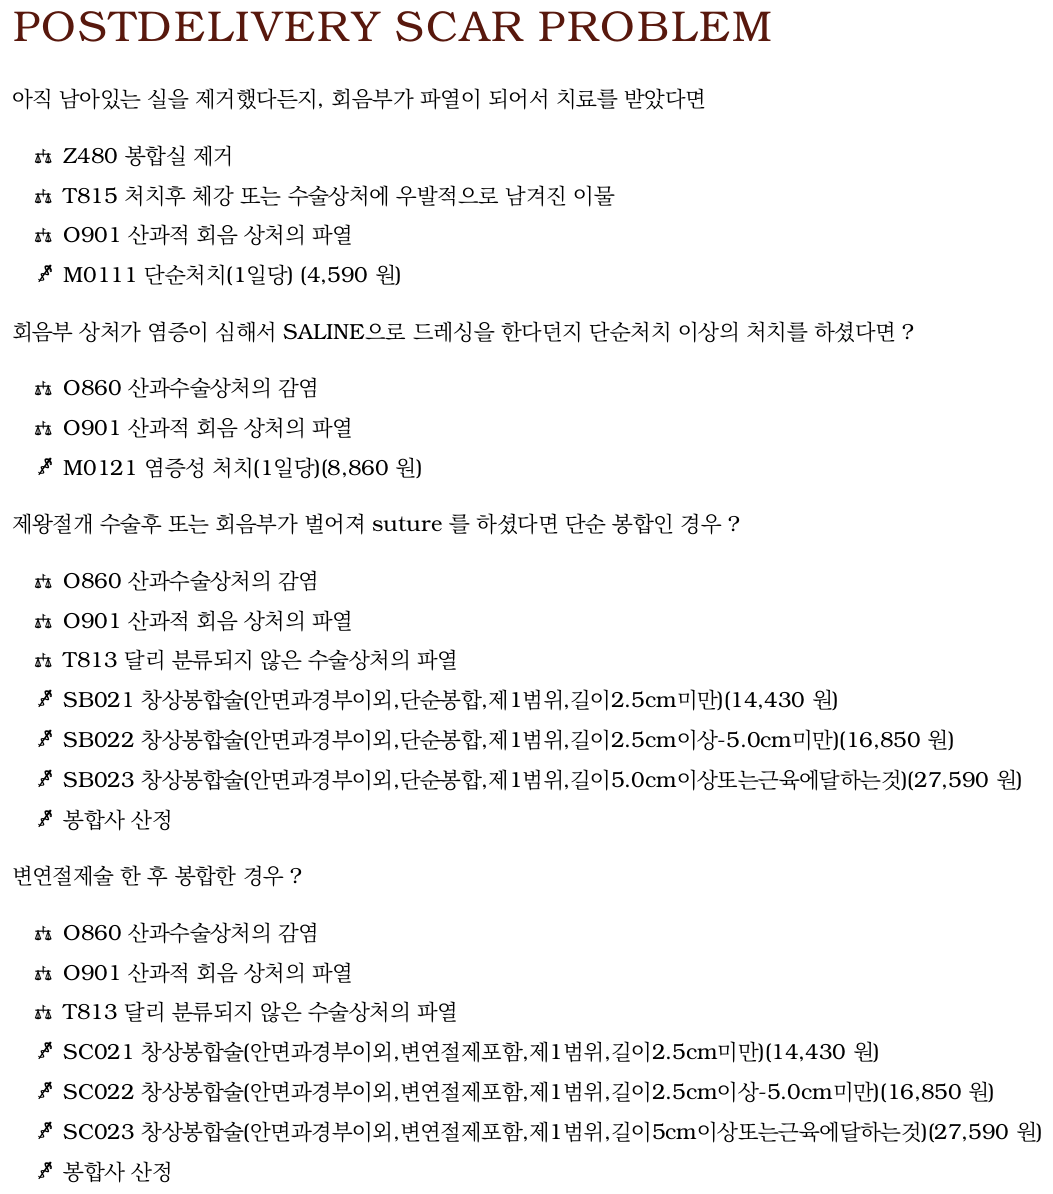 POSTDELIVERY SCAR PROBLEM
아직 남아있는 실을 제거했다든지, 회음부가 파열이 되어서 치료를 받았다면
Z480 봉합실 제거
T815 처치후 체강 또는 수술상처에 우발적으로 남겨진 이물
O901 산과적 회음 상처의 파열
M0111 단순처치(1일당) (4,590 원)
회음부 상처가 염증이 심해서 SALINE으로 드레싱을 한다던지 단순처치 이상의 처치를 하셨다면 ?
O860 산과수술상처의 감염
O901 산과적 회음 상처의 파열
M0121 염증성 처치(1일당)(8,860 원)
제왕절개 수술후 또는 회음부가 벌어져 suture 를 하셨다면 단순 봉합인 경우 ?
O860 산과수술상처의 감염
O901 산과적 회음 상처의 파열
T813 달리 분류되지 않은 수술상처의 파열
SB021 창상봉합술(안면과경부이외,단순봉합,제1범위,길이2.5cm미만)(14,430 원)
SB022 창상봉합술(안면과경부이외,단순봉합,제1범위,길이2.5cm이상-5.0cm미만)(16,850 원)
SB023 창상봉합술(안면과경부이외,단순봉합,제1범위,길이5.0cm이상또는근육에달하는것)(27,590 원)
봉합사 산정
변연절제술 한 후 봉합한 경우 ?
O860 산과수술상처의 감염
O901 산과적 회음 상처의 파열
T813 달리 분류되지 않은 수술상처의 파열
SC021 창상봉합술(안면과경부이외,변연절제포함,제1범위,길이2.5cm미만)(14,430 원)
SC022 창상봉합술(안면과경부이외,변연절제포함,제1범위,길이2.5cm이상-5.0cm미만)(16,850 원)
SC023 창상봉합술(안면과경부이외,변연절제포함,제1범위,길이5cm이상또는근육에달하는것)(27,590 원)
봉합사 산정